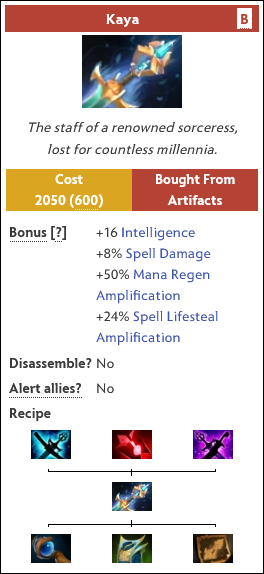 Kaya
B
The staff of a renowned sorceress,
lost for countless millennia.
Cost
2050 (600)
Bought From
Artifacts
Bonus [?]
+16 Intelligence
+8% Spell Damage
+50% Mana Regen
Amplification
+24% Spell Lifesteal
Amplification
Disassemble? No
Alert allies? No
Recipe